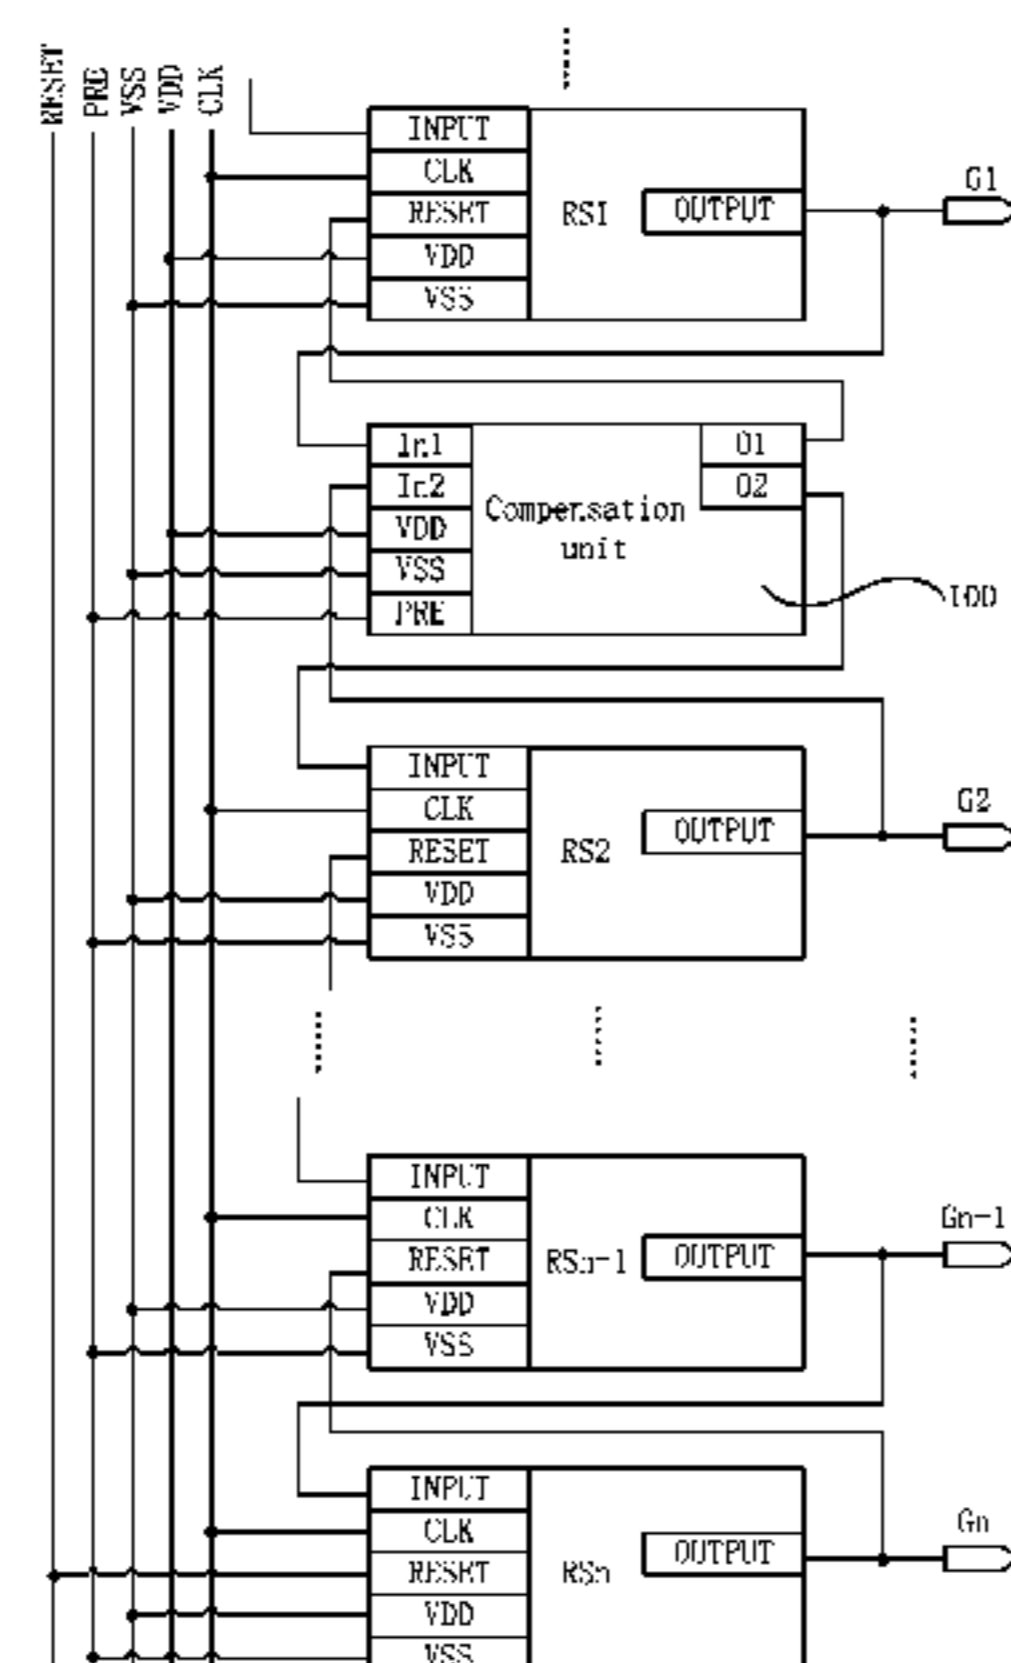 RESET
PRE
VSS
VDD
CLK
INPUT
CLK
RESET
VDD
VSS
RS1
OUTPUT
G1
In1
In2
VDD
VSS
PRE
Compensation
unit
O1
O2
100
INPUT
CLK
RESET
VDD
VSS
RS2
OUTPUT
G2
INPUT
CLK
RESET
VDD
VSS
RSn-1
OUTPUT
Gn-1
INPUT
CLK
RESET
VDD
VSS
RSn
OUTPUT
Gn